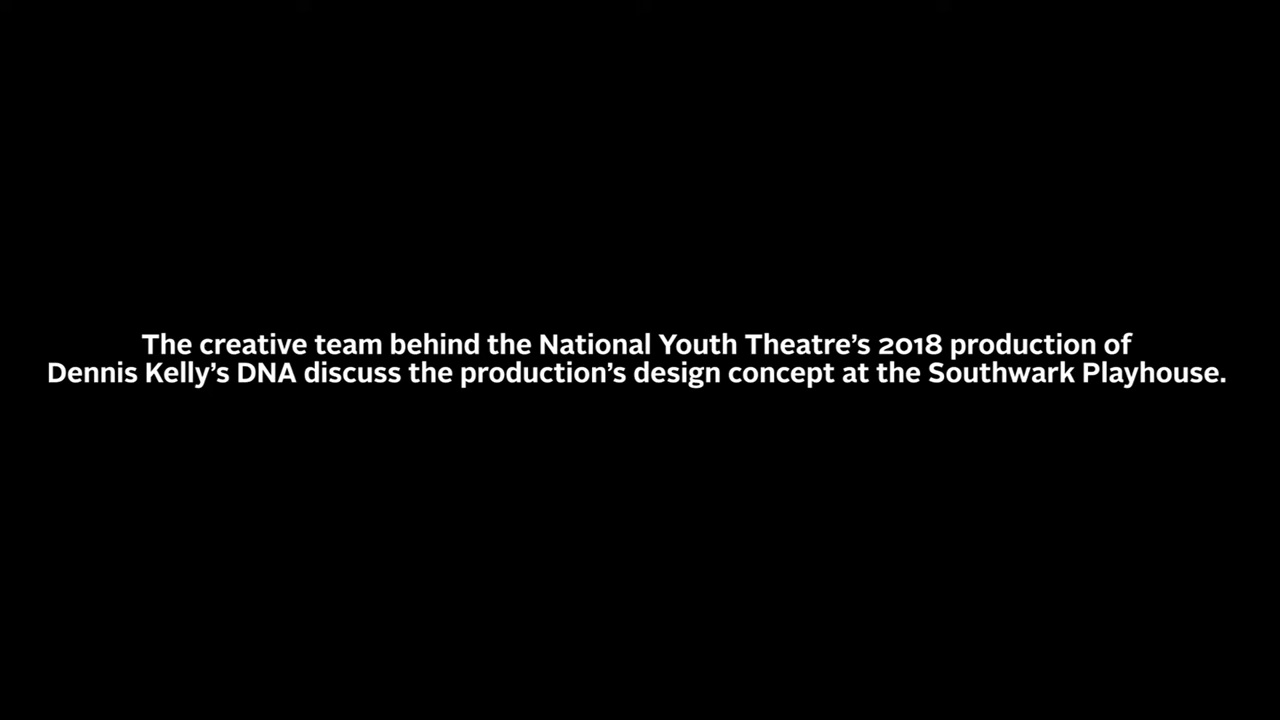 The creative team behind the National Youth Theatre’s 2018 production of
Dennis Kelly’s DNA discuss the production’s design concept at the Southwark Playhouse.